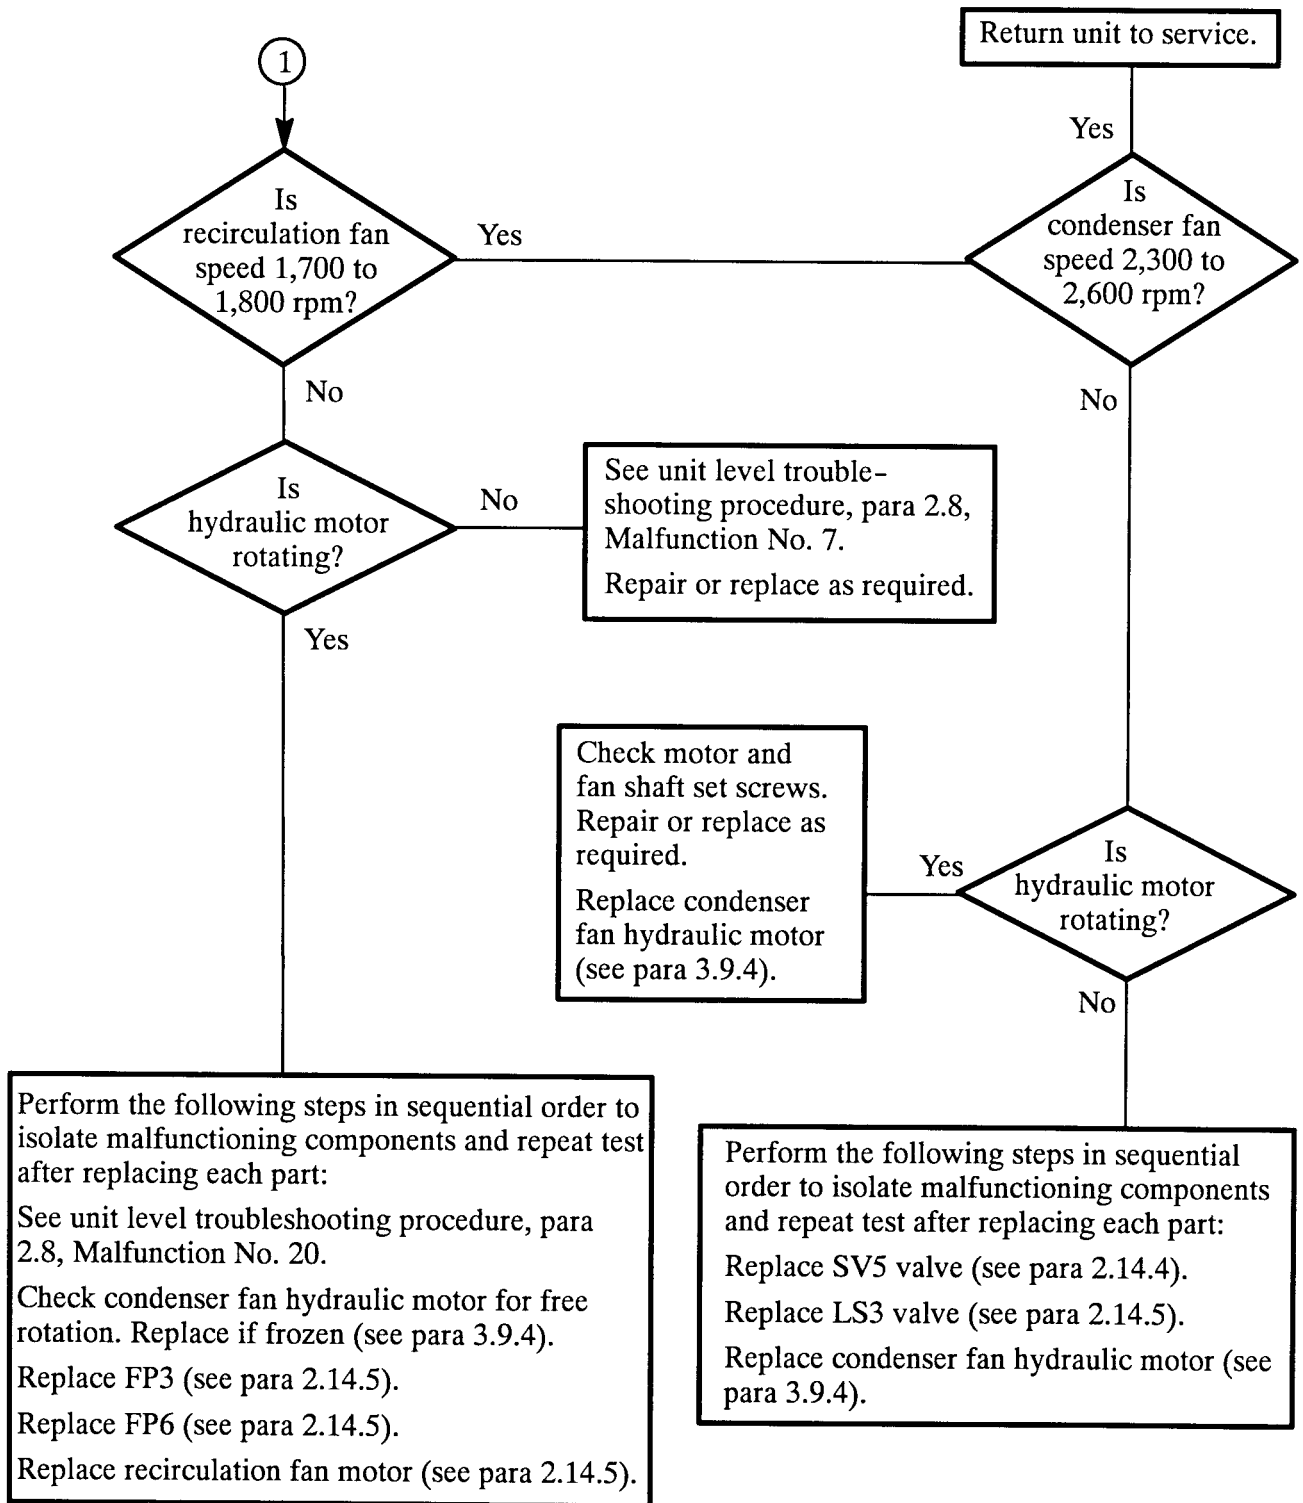 1
Return unit to service.
Yes
Is
recirculation fan
speed 1,700 to
1,800 rpm?
Yes
Is
condenser fan
speed 2,300 to
2,600 rpm?
No
No
Is
hydraulic motor
rotating?
No
See unit level trouble-
shooting procedure, para 2.8,
Malfunction No. 7.
Repair or replace as required.
Yes
Check motor and
fan shaft set screws.
Repair or replace as
required.
Replace condenser
fan hydraulic motor
(see para 3.9.4).
Yes
Is
hydraulic motor
rotating?
No
Perform the following steps in sequential order to
isolate malfunctioning components and repeat test
after replacing each part:
See unit level troubleshooting procedure, para
2.8, Malfunction No. 20.
Check condenser fan hydraulic motor for free
rotation. Replace if frozen (see para 3.9.4).
Replace FP3 (see para 2.14.5).
Replace FP6 (see para 2.14.5).
Replace recirculation fan motor (see para 2.14.5).
Perform the following steps in sequential
order to isolate malfunctioning components
and repeat test after replacing each part:
Replace SV5 valve (see para 2.14.4).
Replace LS3 valve (see para 2.14.5).
Replace condenser fan hydraulic motor (see
para 3.9.4).